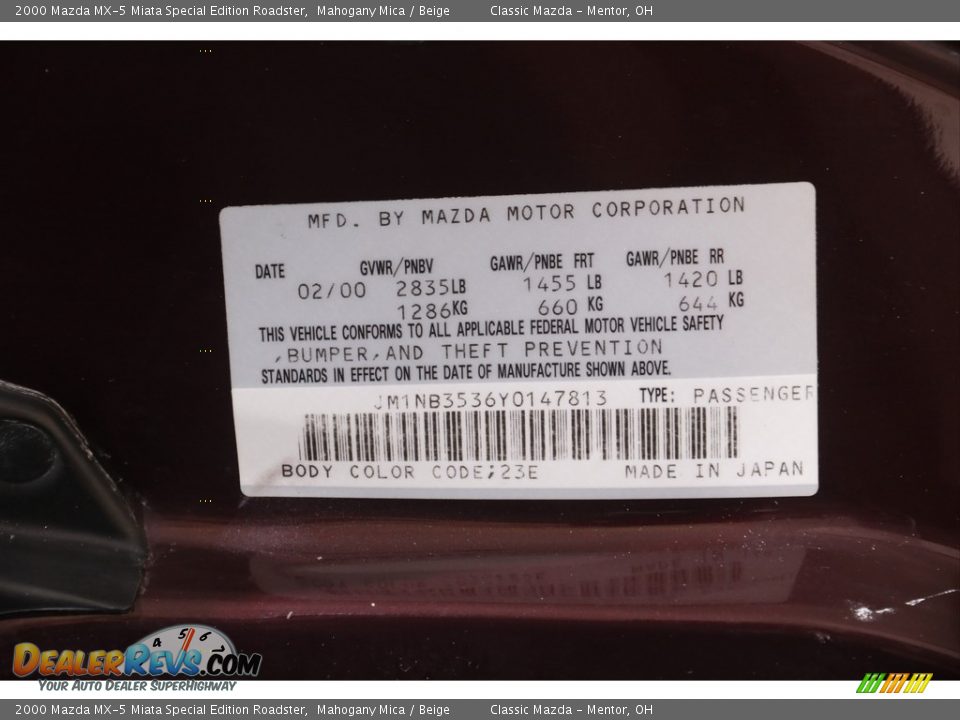 2000 Mazda MX-5 Miata Special Edition Roadster, Mahogany Mica / Beige Classic Mazda - Mentor, OH
MFD. BY MAZDA MOTOR CORPORATION
DATE GVWR/PNBV GAWR/PNBE FRT GAWR/PNBE RR
02/00 2835LB 1455 LB 1420 LB
1286KG 660 KG 644 KG
THIS VEHICLE CONFORMS TO ALL APPLICABLE FEDERAL MOTOR VEHICLE SAFETY
,BUMPER,AND THEFT PREVENTION
STANDARDS IN EFFECT ON THE DATE OF MANUFACTURE SHOWN ABOVE.
JM1NB3536Y0147813 TYPE: PASSENGER
BODY COLOR CODE:23E MADE IN JAPAN
4 5 6
DEALERREVS.COM
YOUR AUTO DEALER SUPERHIGHWAY
2000 Mazda MX-5 Miata Special Edition Roadster, Mahogany Mica / Beige Classic Mazda - Mentor, OH